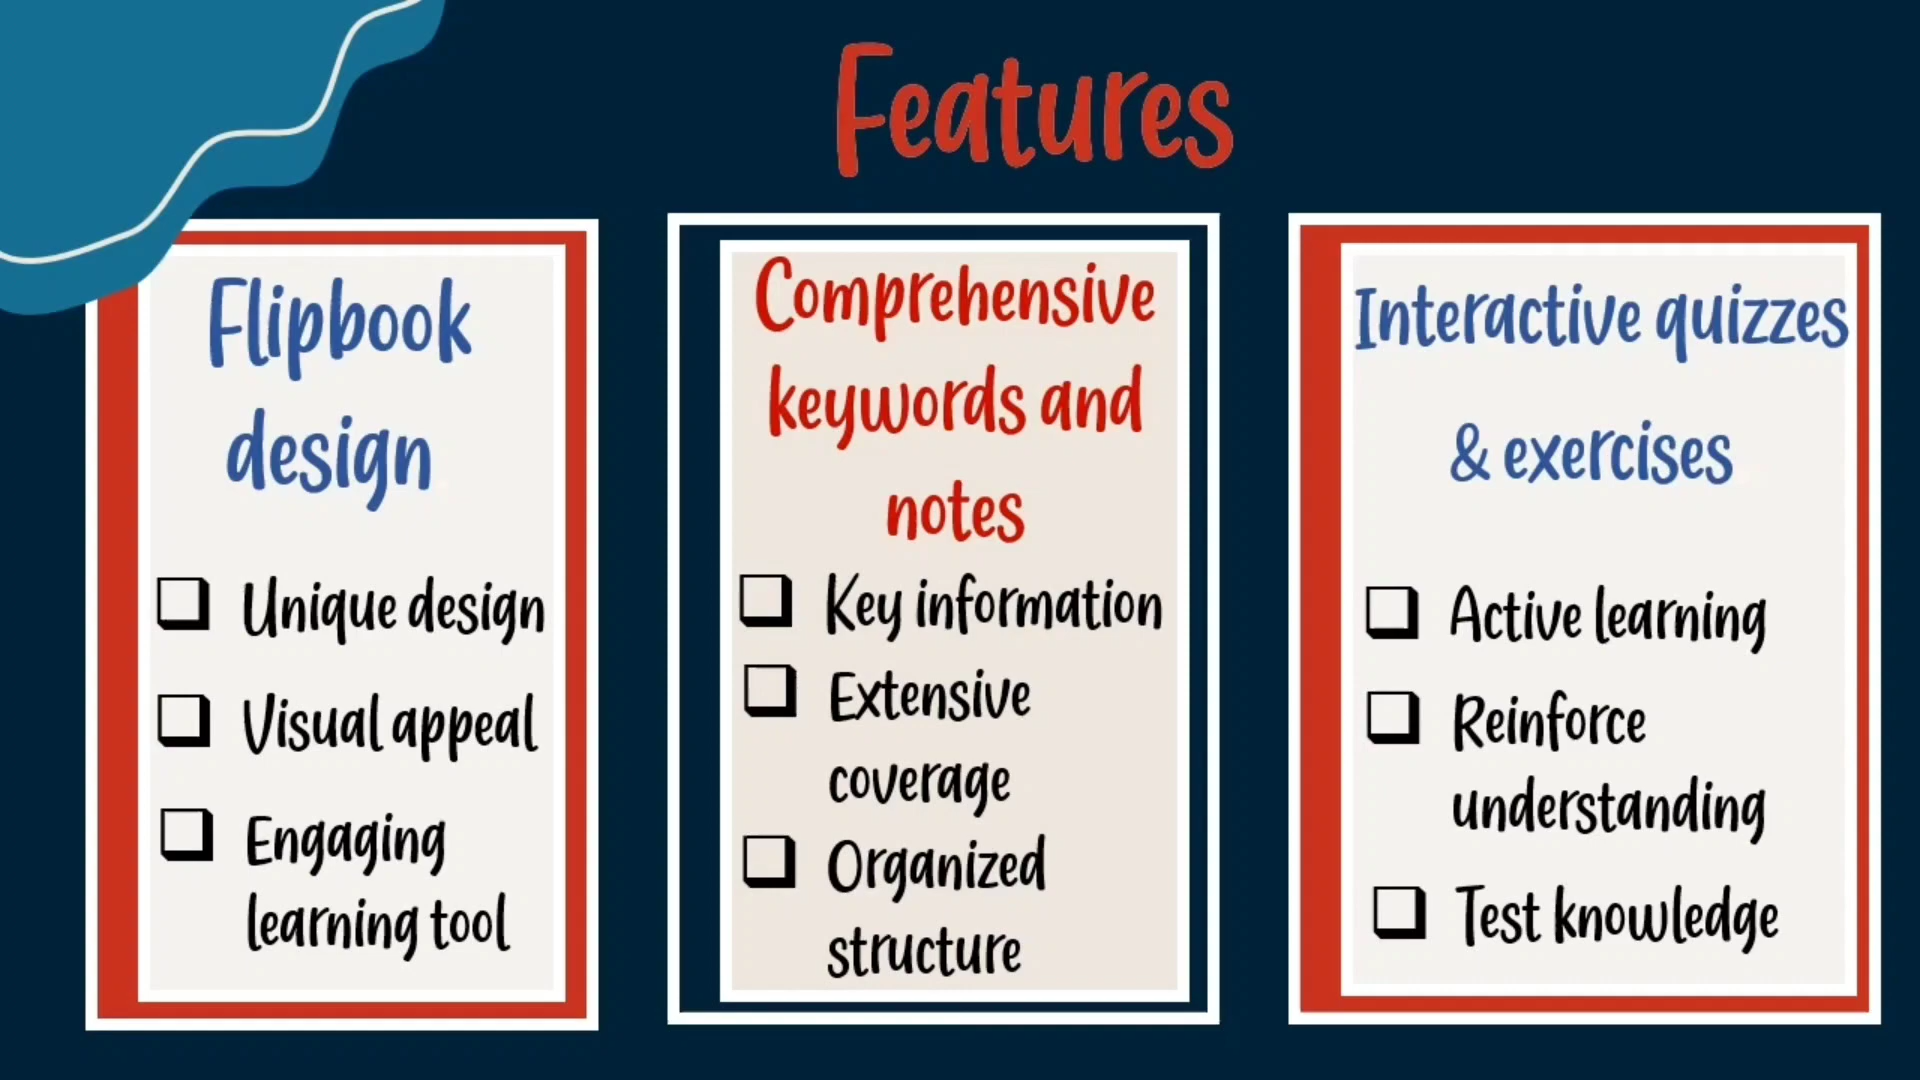 Features
Flipbook
design
Unique design
Visual appeal
Engaging
learning tool
Comprehensive
keywords and
notes
Key information
Extensive
coverage
Organized
structure
Interactive quizzes
& exercises
Active learning
Reinforce
understanding
Test knowledge